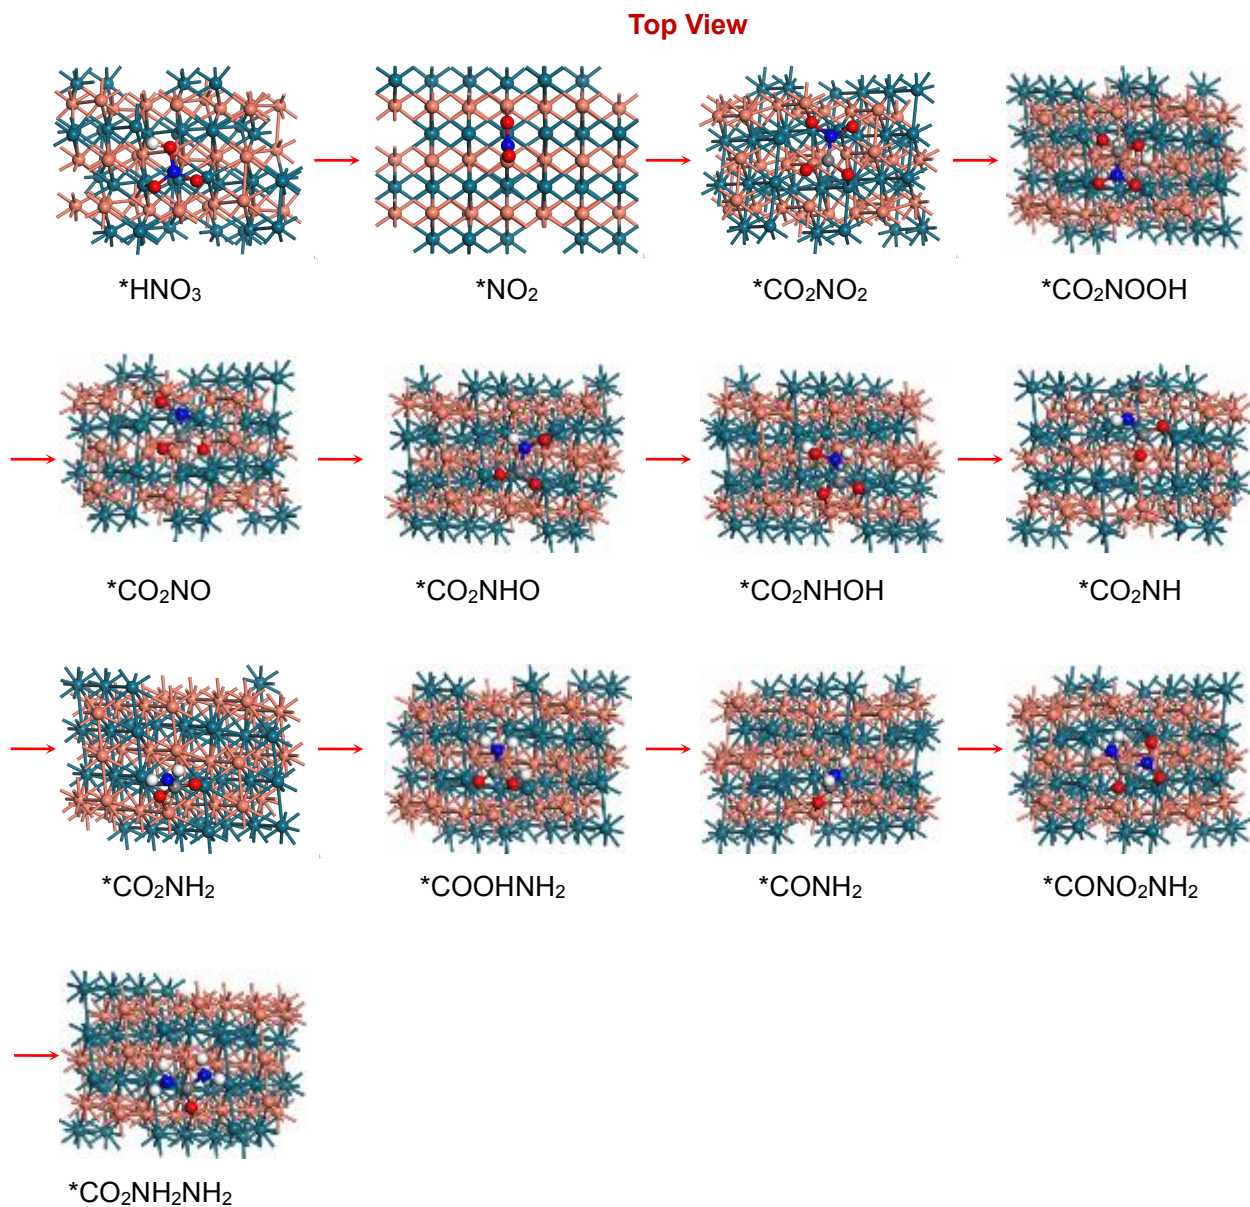 Top View
*HNO₃
*NO₂
*CO₂NO₂
*CO₂NOOH
*CO₂NO
*CO₂NHO
*CO₂NHOH
*CO₂NH
*CO₂NH₂
*COOHNH₂
*CONH₂
*CONO₂NH₂
*CO₂NH₂NH₂